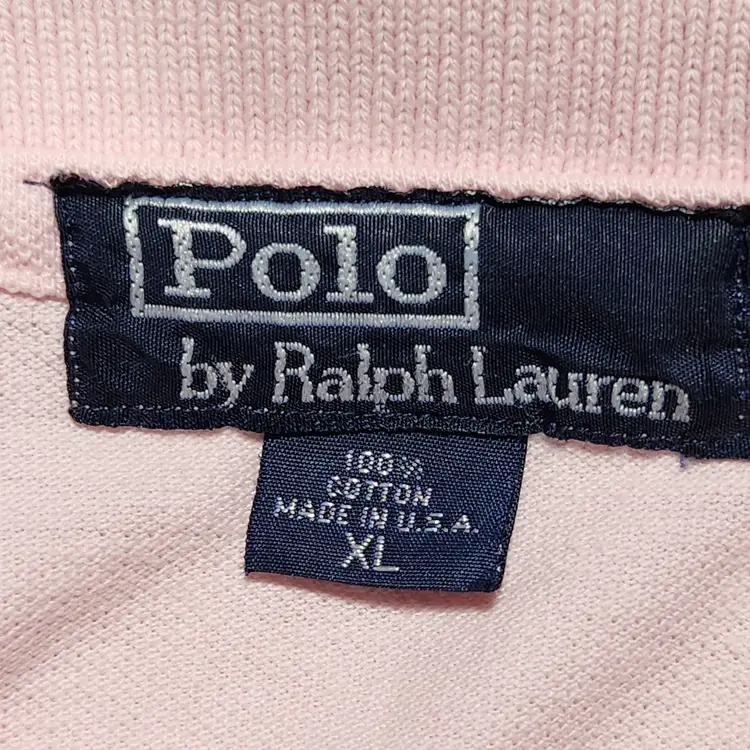 Polo
by Ralph Lauren
100%
COTTON
MADE IN U.S.A.
XL